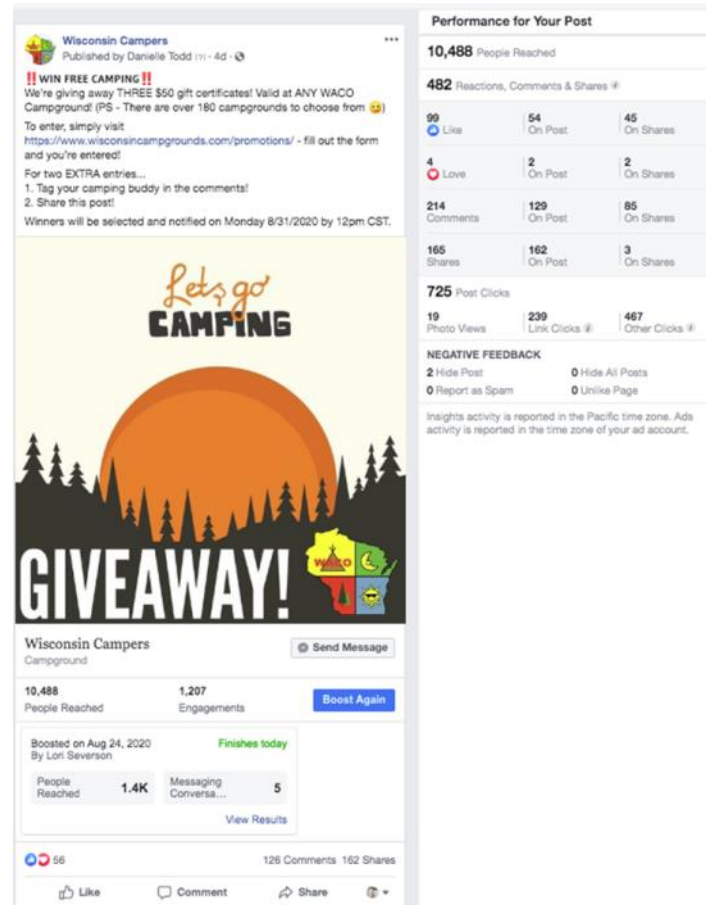 Wisconsin Campers
Published by Danielle Todd [?] · 4d ·
‼️WIN FREE CAMPING‼️
We're giving away THREE $50 gift certificates! Valid at ANY WACO
Campground! (PS - There are over 180 campgrounds to choose from 😉)
To enter, simply visit
https://www.wisconsincampgrounds.com/promotions/ - fill out the form
and you're entered!
For two EXTRA entries...
1. Tag your camping buddy in the comments!
2. Share this post!
Winners will be selected and notified on Monday 8/31/2020 by 12pm CST.
Let's go
CAMPING
WACO
GIVEAWAY!
Wisconsin Campers
Campground
Send Message
10,488 1,207
People Reached Engagements
Boost Again
Boosted on Aug 24, 2020 Finishes today
By Lori Severson
People Reached 1.4K Messaging Conversa... 5
View Results
56 126 Comments 162 Shares
Like Comment Share
Performance for Your Post
10,488 People Reached
482 Reactions, Comments & Shares
99 54 45
Like On Post On Shares
4 2 2
Love On Post On Shares
214 129 85
Comments On Post On Shares
165 162 3
Shares On Post On Shares
725 Post Clicks
19 239 467
Photo Views Link Clicks Other Clicks
NEGATIVE FEEDBACK
2 Hide Post 0 Hide All Posts
0 Report as Spam 0 Unlike Page
Insights activity is reported in the Pacific time zone. Ads
activity is reported in the time zone of your ad account.